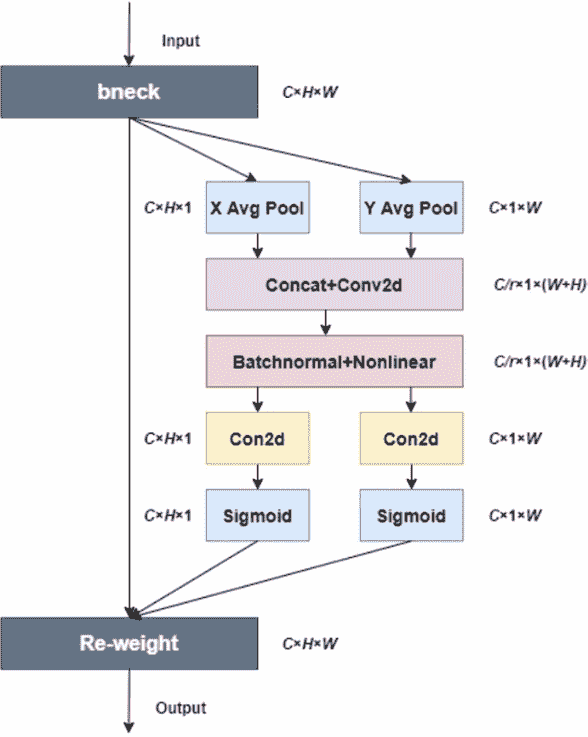 Input
bneck
C×H×W
C×H×1
X Avg Pool
Y Avg Pool
C×1×W
Concat+Conv2d
C/r×1×(W+H)
Batchnormal+Nonlinear
C/r×1×(W+H)
C×H×1
Con2d
Con2d
C×1×W
C×H×1
Sigmoid
Sigmoid
C×1×W
Re-weight
C×H×W
Output